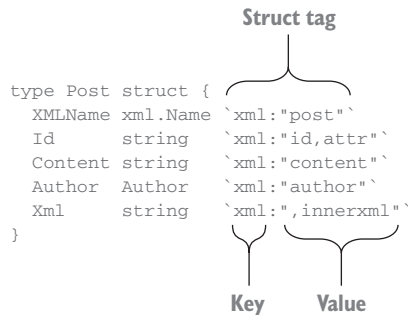 Struct tag
type Post struct {
XMLName xml.Name `xml:"post"`
Id string `xml:"id,attr"`
Content string `xml:"content"`
Author Author `xml:"author"`
Xml string `xml:",innerxml"`
}
Key Value